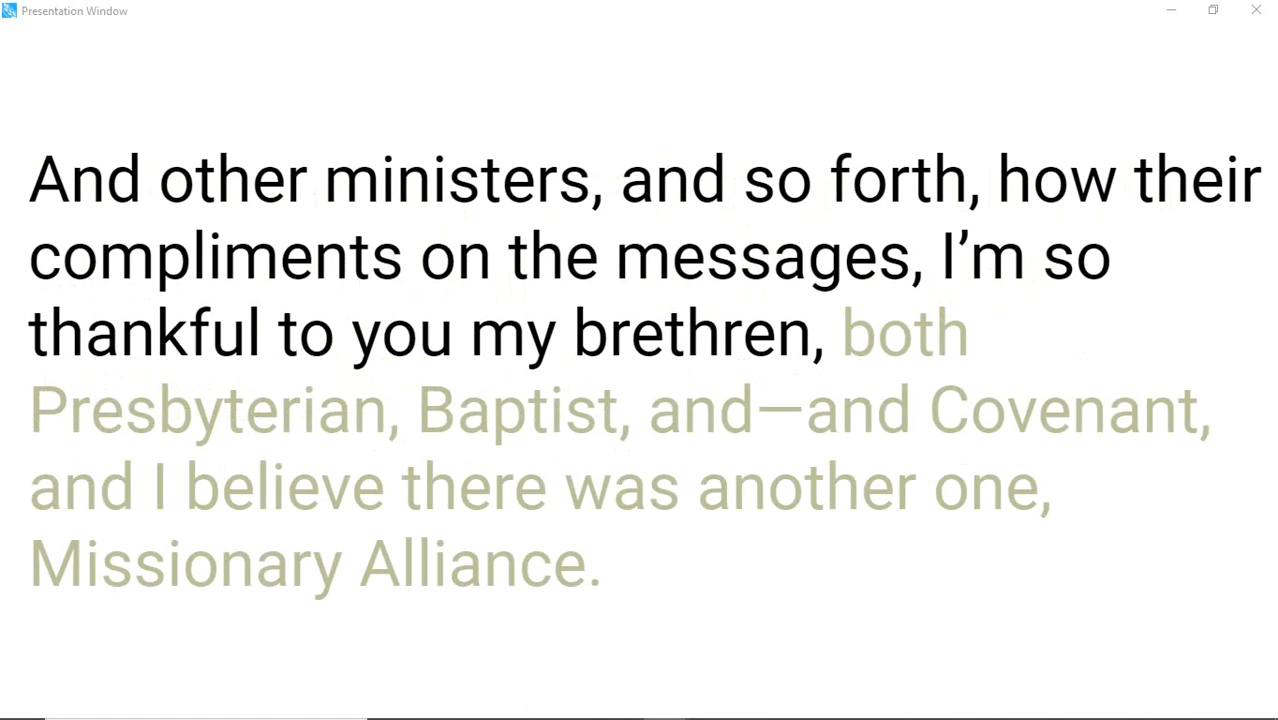 Presentation Window
And other ministers, and so forth, how their
compliments on the messages, I’m so
thankful to you my brethren, both
Presbyterian, Baptist, and—and Covenant,
and I believe there was another one,
Missionary Alliance.